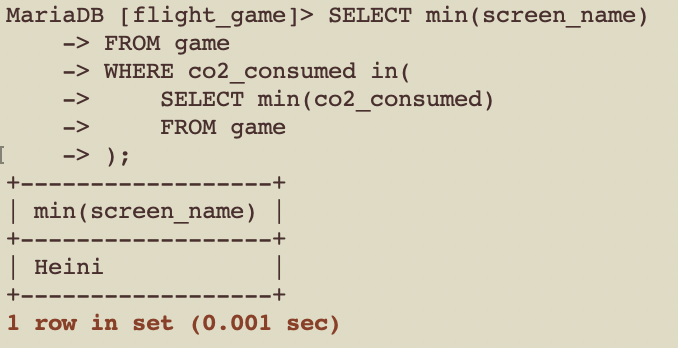 MariaDB [flight_game]> SELECT min(screen_name)
    -> FROM game
    -> WHERE co2_consumed in(
    ->     SELECT min(co2_consumed)
    ->     FROM game
    -> );
+------------------+
| min(screen_name) |
+------------------+
| Heini            |
+------------------+
1 row in set (0.001 sec)